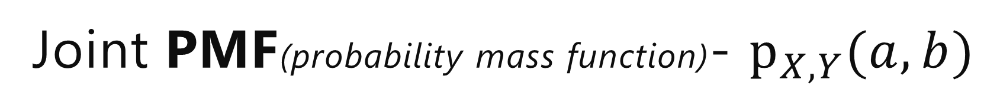 Joint PMF(probability mass function)- p_{X,Y}(a, b)